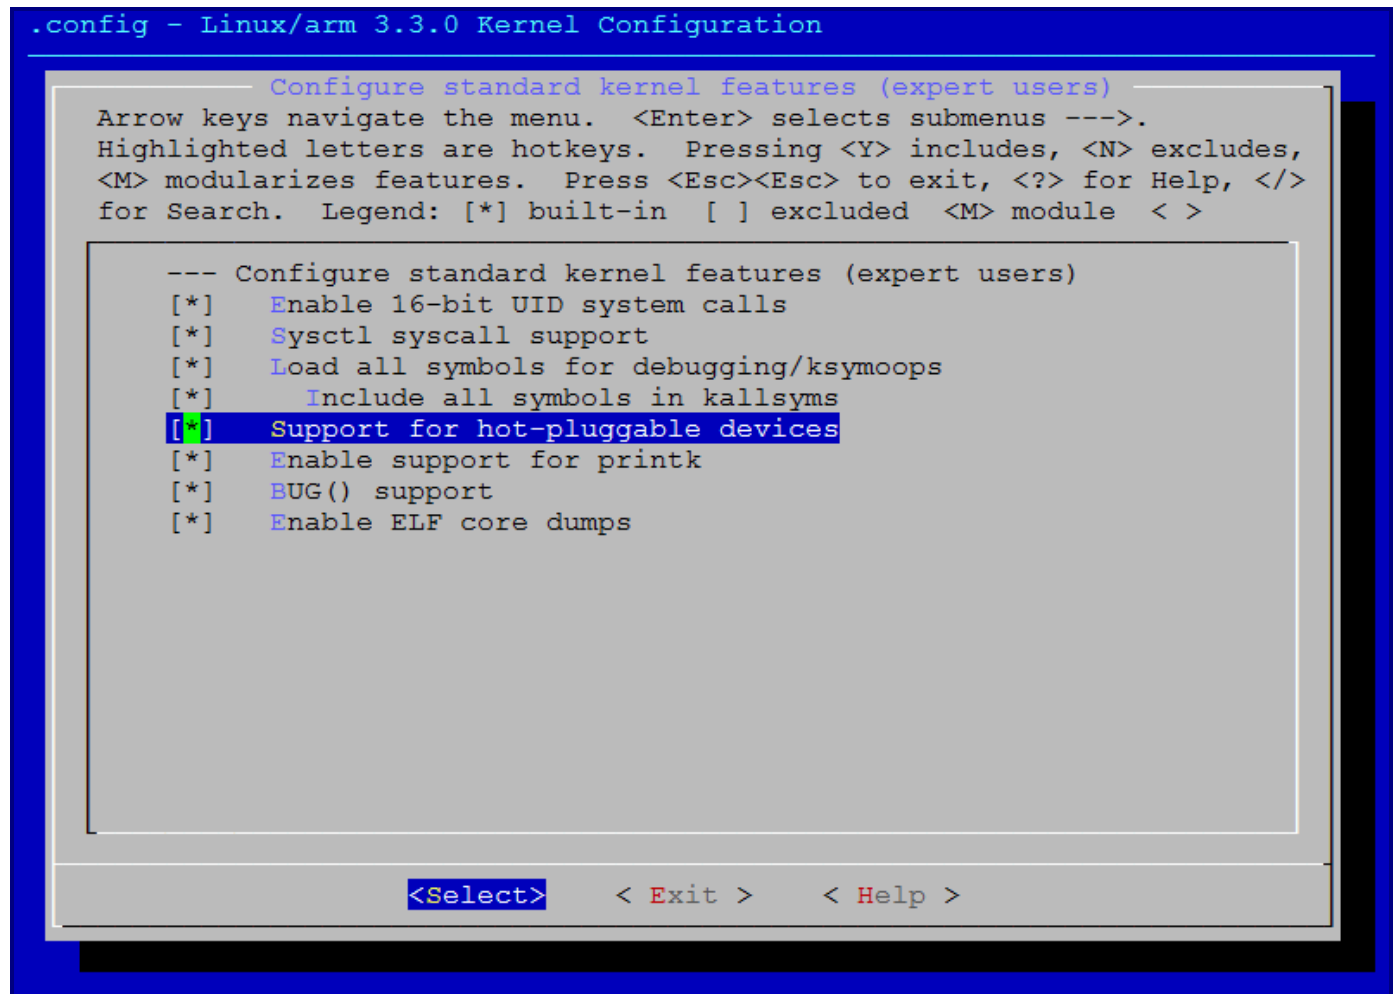 .config - Linux/arm 3.3.0 Kernel Configuration
Configure standard kernel features (expert users)
Arrow keys navigate the menu.  <Enter> selects submenus --->.
Highlighted letters are hotkeys.  Pressing <Y> includes, <N> excludes,
<M> modularizes features.  Press <Esc><Esc> to exit, <?> for Help, </>
for Search.  Legend: [*] built-in  [ ] excluded  <M> module  < >
--- Configure standard kernel features (expert users)
[*]   Enable 16-bit UID system calls
[*]   Sysctl syscall support
[*]   Load all symbols for debugging/ksymoops
[*]     Include all symbols in kallsyms
[*]   Support for hot-pluggable devices
[*]   Enable support for printk
[*]   BUG() support
[*]   Enable ELF core dumps
<Select>    < Exit >    < Help >